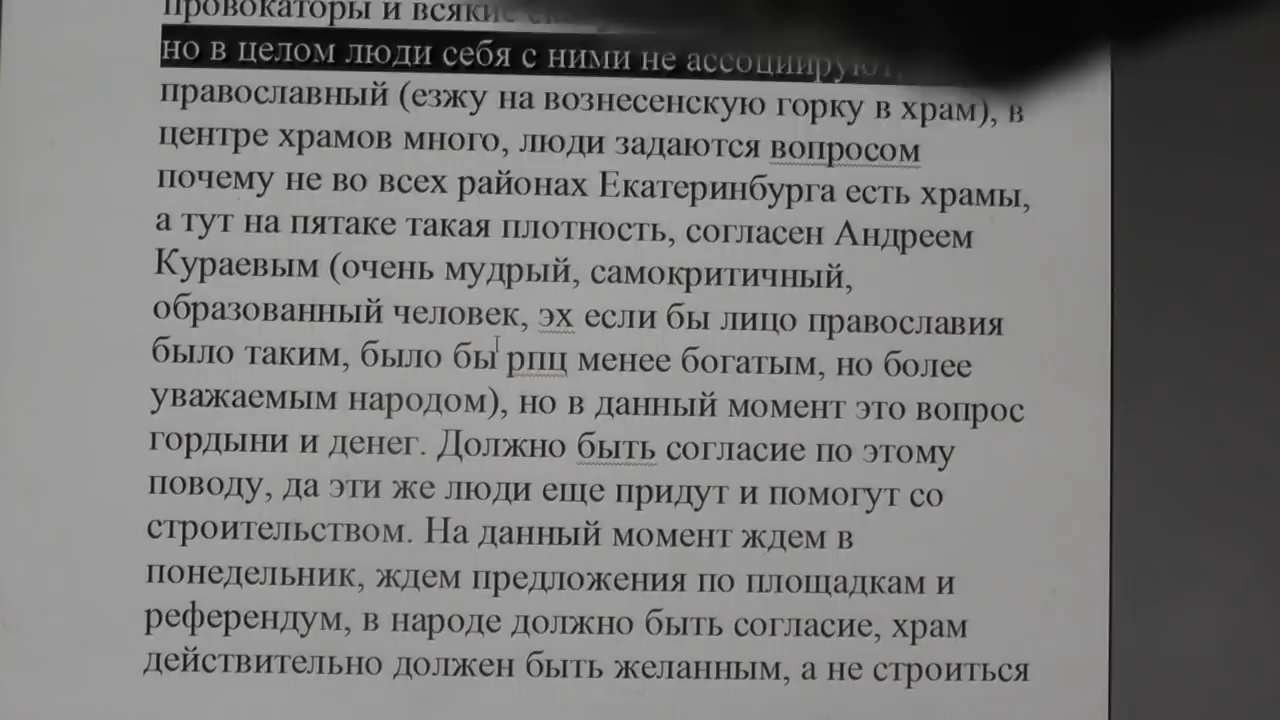 провокаторы и всякие
но в целом люди себя с ними не ассоциируют,
православный (езжу на вознесенскую горку в храм), в
центре храмов много, люди задаются вопросом
почему не во всех районах Екатеринбурга есть храмы,
а тут на пятаке такая плотность, согласен Андреем
Кураевым (очень мудрый, самокритичный,
образованный человек, эх если бы лицо православия
было таким, было бы рпц менее богатым, но более
уважаемым народом), но в данный момент это вопрос
гордыни и денег. Должно быть согласие по этому
поводу, да эти же люди еще придут и помогут со
строительством. На данный момент ждем в
понедельник, ждем предложения по площадкам и
референдум, в народе должно быть согласие, храм
действительно должен быть желанным, а не строиться